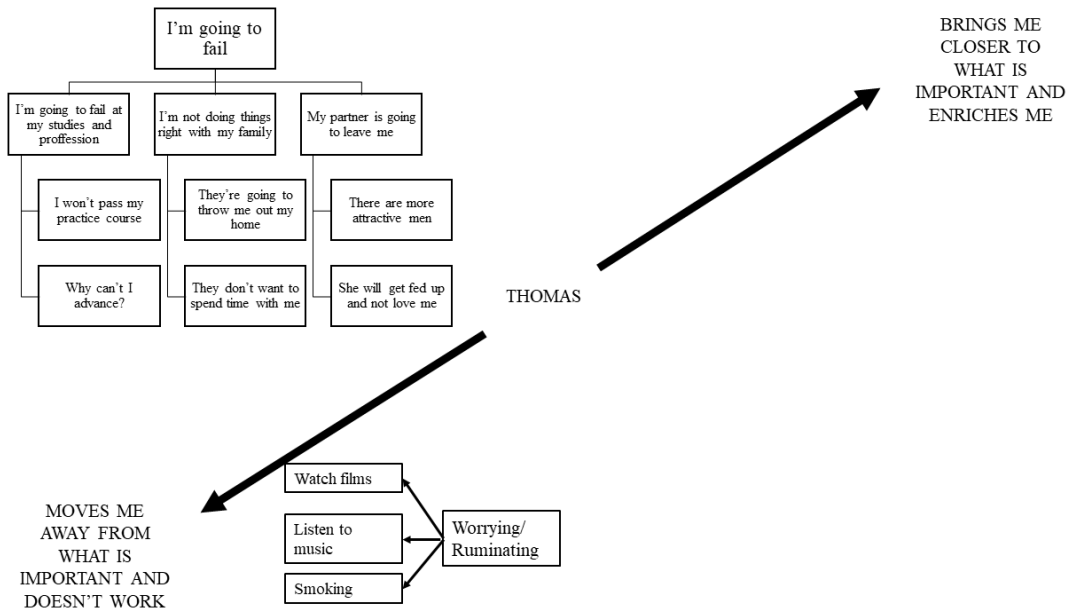 I’m going to
fail
I’m going to fail at
my studies and
proffession
I’m not doing things
right with my family
My partner is going
to leave me
I won’t pass my
practice course
They’re going to
throw me out my
home
There are more
attractive men
Why can’t I
advance?
They don’t want to
spend time with me
She will get fed up
and not love me
BRINGS ME
CLOSER TO
WHAT IS
IMPORTANT AND
ENRICHES ME
THOMAS
MOVES ME
AWAY FROM
WHAT IS
IMPORTANT AND
DOESN’T WORK
Watch films
Listen to
music
Smoking
Worrying/
Ruminating